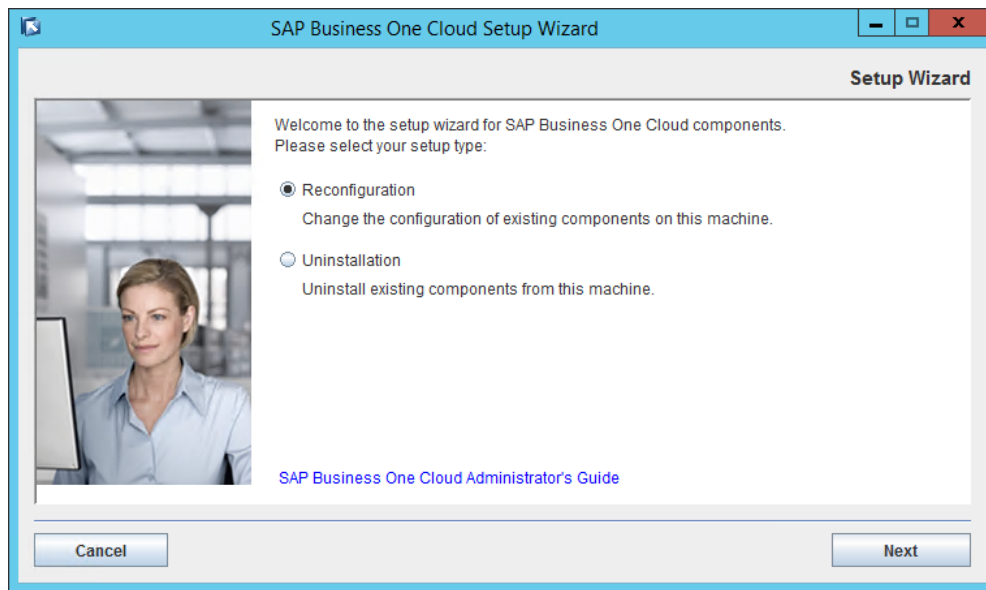 SAP Business One Cloud Setup Wizard
Setup Wizard
Welcome to the setup wizard for SAP Business One Cloud components.
Please select your setup type:
Reconfiguration
Change the configuration of existing components on this machine.
Uninstallation
Uninstall existing components from this machine.
SAP Business One Cloud Administrator's Guide
Cancel
Next